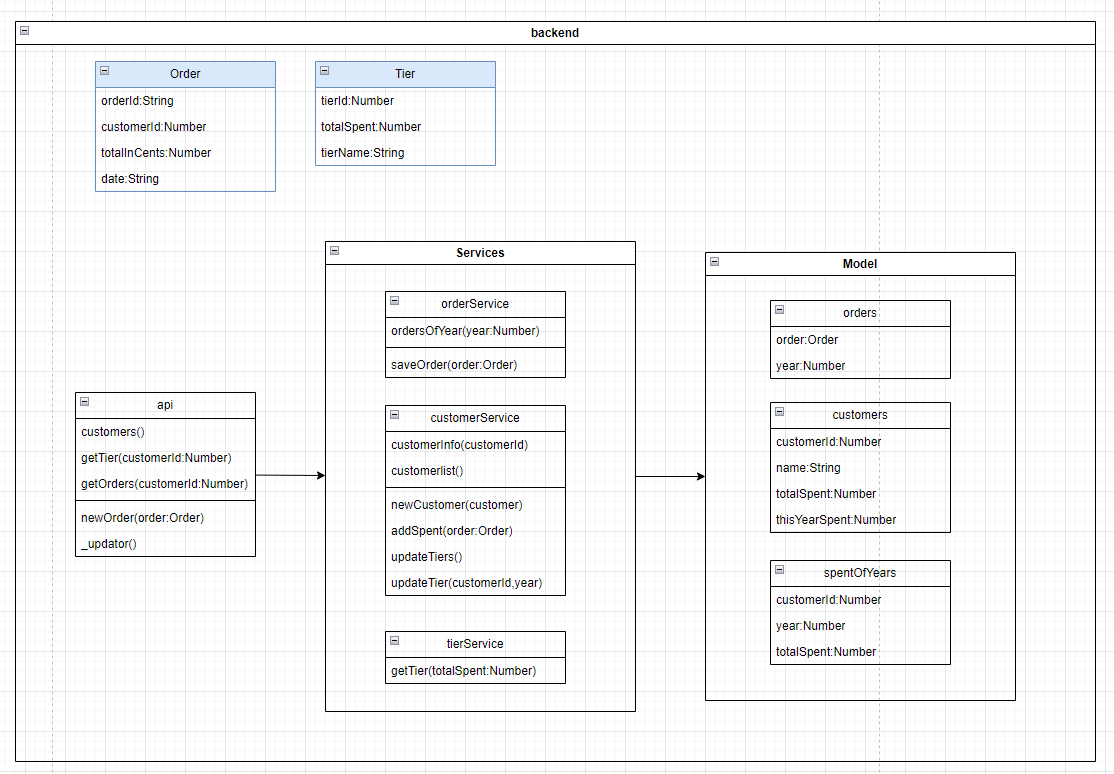 backend
Order
orderId:String
customerId:Number
totalInCents:Number
date:String
Tier
tierId:Number
totalSpent:Number
tierName:String
api
customers()
getTier(customerId:Number)
getOrders(customerId:Number)
newOrder(order:Order)
_updator()
Services
orderService
ordersOfYear(year:Number)
saveOrder(order:Order)
customerService
customerInfo(customerId)
customerlist()
newCustomer(customer)
addSpent(order:Order)
updateTiers()
updateTier(customerId,year)
tierService
getTier(totalSpent:Number)
Model
orders
order:Order
year:Number
customers
customerId:Number
name:String
totalSpent:Number
thisYearSpent:Number
spentOfYears
customerId:Number
year:Number
totalSpent:Number